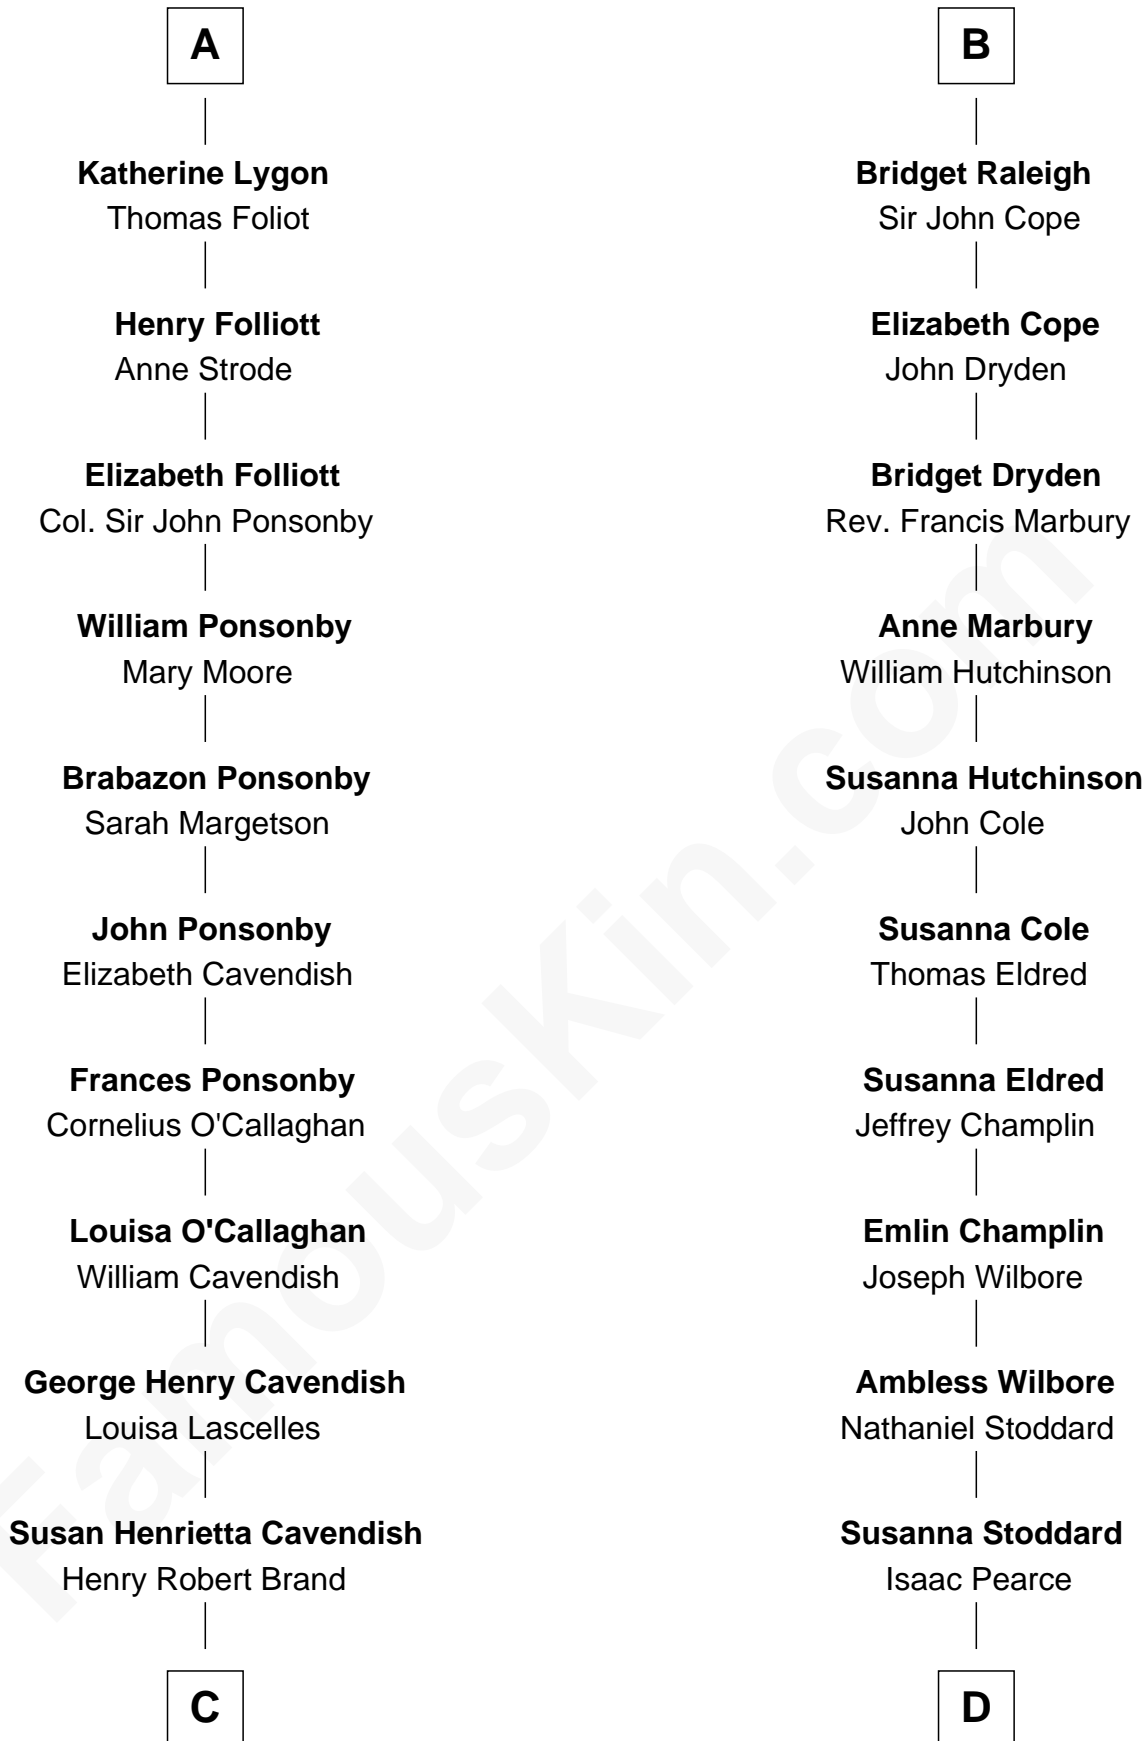 A
Katherine Lygon
Thomas Foliot
Henry Folliott
Anne Strode
Elizabeth Folliott
Col. Sir John Ponsonby
William Ponsonby
Mary Moore
Brabazon Ponsonby
Sarah Margetson
John Ponsonby
Elizabeth Cavendish
Frances Ponsonby
Cornelius O'Callaghan
Louisa O'Callaghan
William Cavendish
George Henry Cavendish
Louisa Lascelles
Susan Henrietta Cavendish
Henry Robert Brand
C
B
Bridget Raleigh
Sir John Cope
Elizabeth Cope
John Dryden
Bridget Dryden
Rev. Francis Marbury
Anne Marbury
William Hutchinson
Susanna Hutchinson
John Cole
Susanna Cole
Thomas Eldred
Susanna Eldred
Jeffrey Champlin
Emlin Champlin
Joseph Wilbore
Ambless Wilbore
Nathaniel Stoddard
Susanna Stoddard
Isaac Pearce
D
FamousKin.com